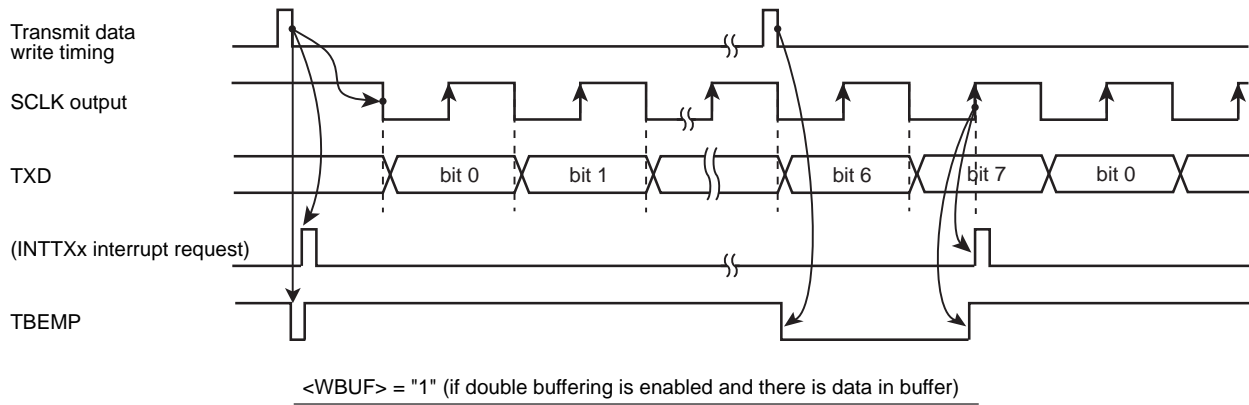 Transmit data
write timing
SCLK output
TXD
bit 0
bit 1
bit 6
bit 7
bit 0
(INTTXx interrupt request)
TBEMP
<WBUF> = "1" (if double buffering is enabled and there is data in buffer)